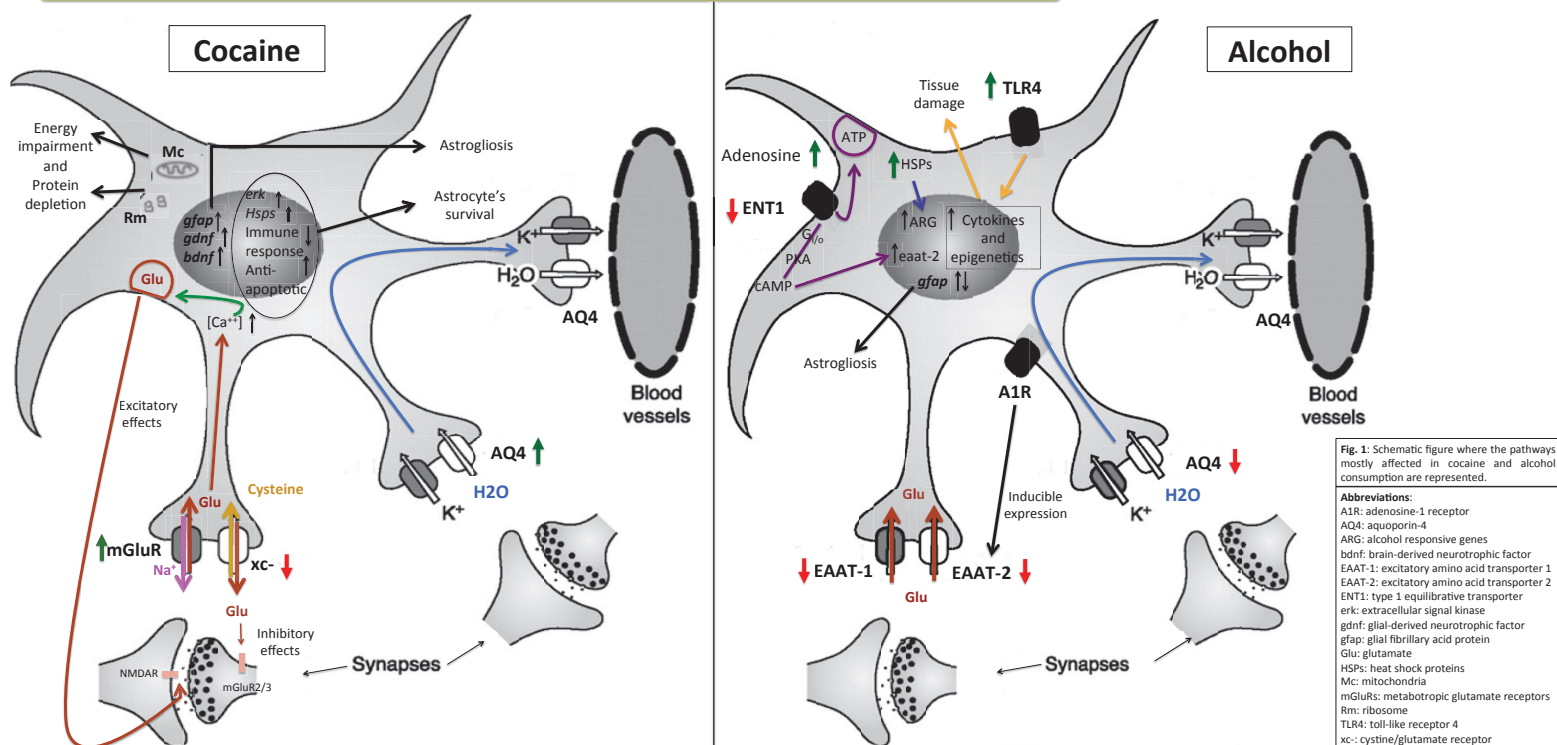 Cocaine
Energy
impairment
and
Protein
depletion
Mc
Rm
Astrogliosis
Astrocyte's
survival
gfap
gdnf
bdnf
erk
Hsps
Immune
response
Anti-
apoptotic
Glu
[Ca++]
K+
H2O
AQ4
Blood
vessels
Excitatory
effects
AQ4
H2O
K+
Glu
Cysteine
mGluR
Na+
xc-
Glu
Inhibitory
effects
NMDAR
mGluR2/3
Synapses
Alcohol
Tissue
damage
TLR4
ATP
Adenosine
HSPs
ENT1
Gi/o
PKA
cAMP
ARG
eaat-2
Cytokines
and
epigenetics
gfap
Astrogliosis
K+
H2O
AQ4
Blood
vessels
A1R
AQ4
H2O
K+
Inducible
expression
Glu
EAAT-1
EAAT-2
Glu
Synapses
Fig. 1: Schematic figure where the pathways
mostly affected in cocaine and alcohol
consumption are represented.
Abbreviations:
A1R: adenosine-1 receptor
AQ4: aquoporin-4
ARG: alcohol responsive genes
bdnf: brain-derived neurotrophic factor
EAAT-1: excitatory amino acid transporter 1
EAAT-2: excitatory amino acid transporter 2
ENT1: type 1 equilibrative transporter
erk: extracellular signal kinase
gdnf: glial-derived neurotrophic factor
gfap: glial fibrillary acid protein
Glu: glutamate
HSPs: heat shock proteins
Mc: mitochondria
mGluRs: metabotropic glutamate receptors
Rm: ribosome
TLR4: toll-like receptor 4
xc-: cystine/glutamate receptor